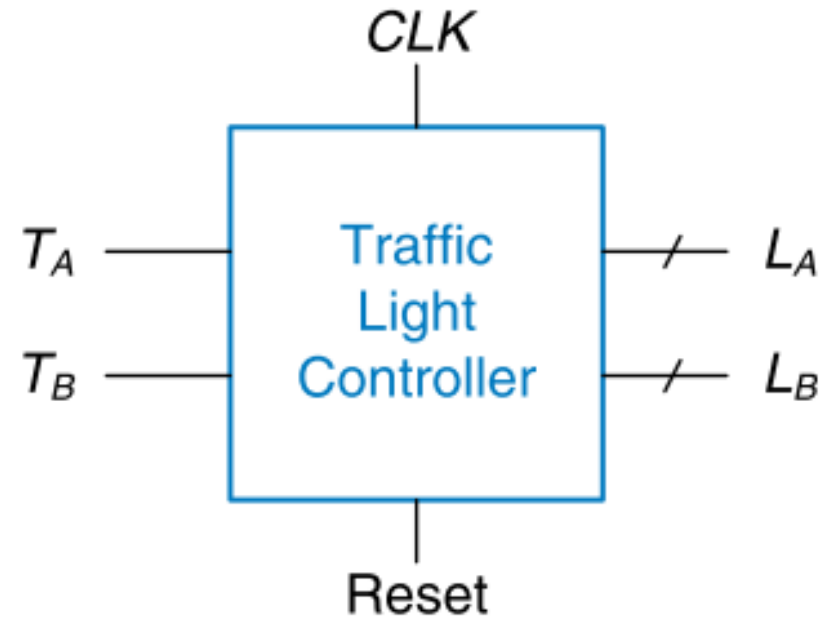 CLK
T_A
Traffic
Light
Controller
L_A
T_B
L_B
Reset